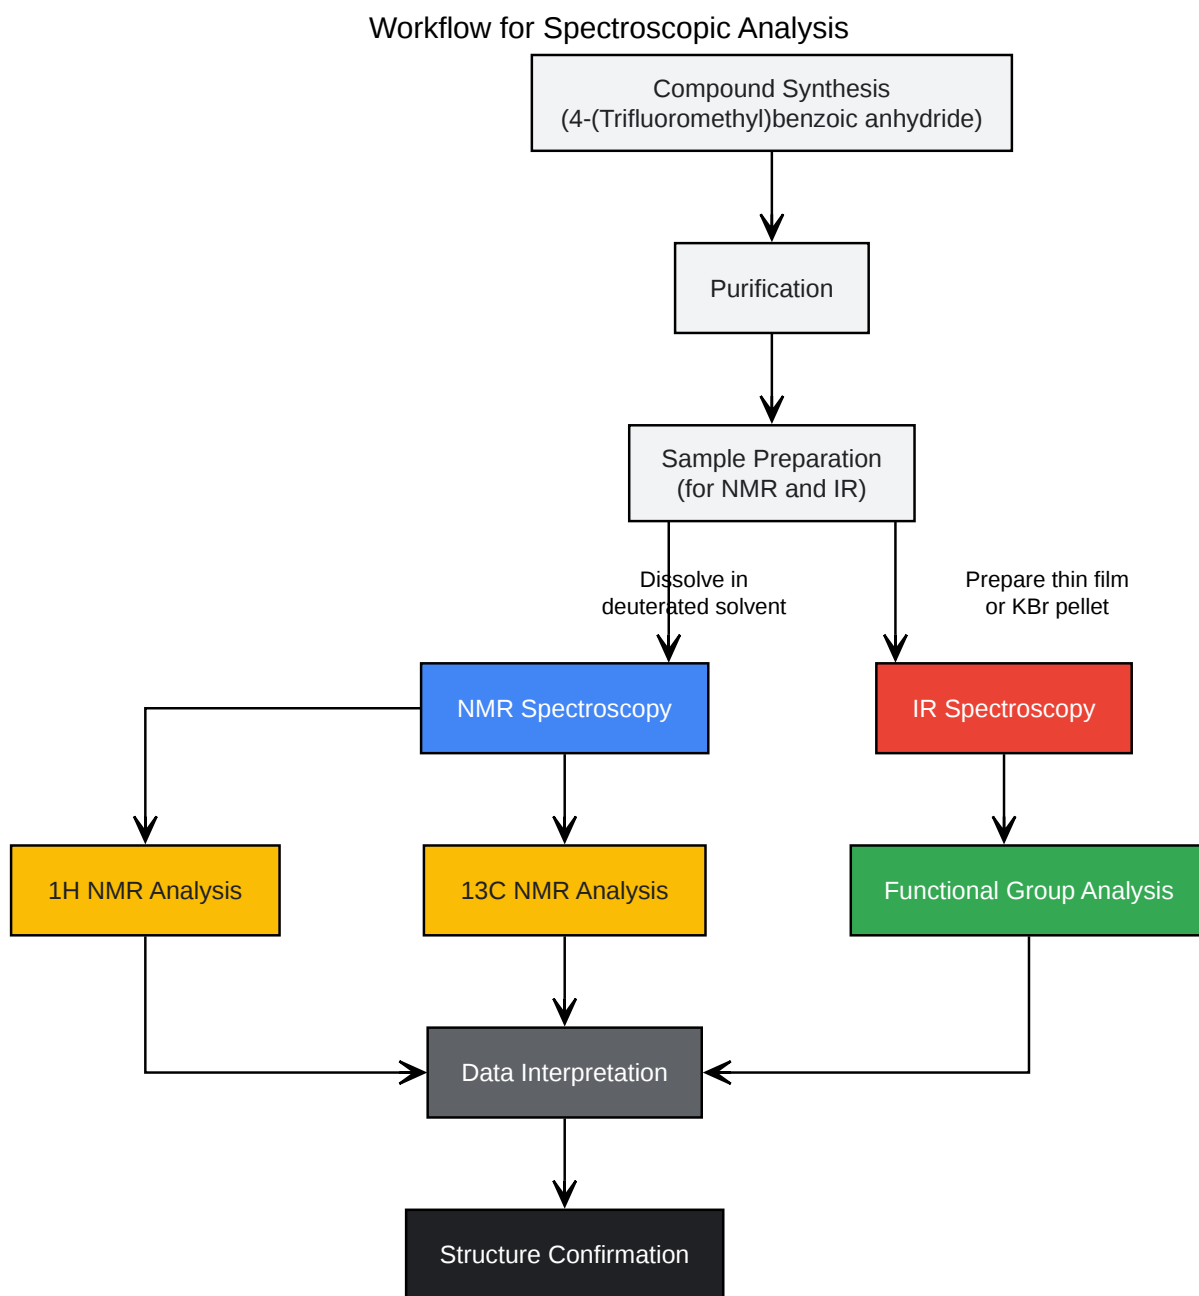 Workflow for Spectroscopic Analysis
Compound Synthesis
(4-(Trifluoromethyl)benzoic anhydride)
Purification
Sample Preparation
(for NMR and IR)
Dissolve in
deuterated solvent
Prepare thin film
or KBr pellet
NMR Spectroscopy
IR Spectroscopy
1H NMR Analysis
13C NMR Analysis
Functional Group Analysis
Data Interpretation
Structure Confirmation